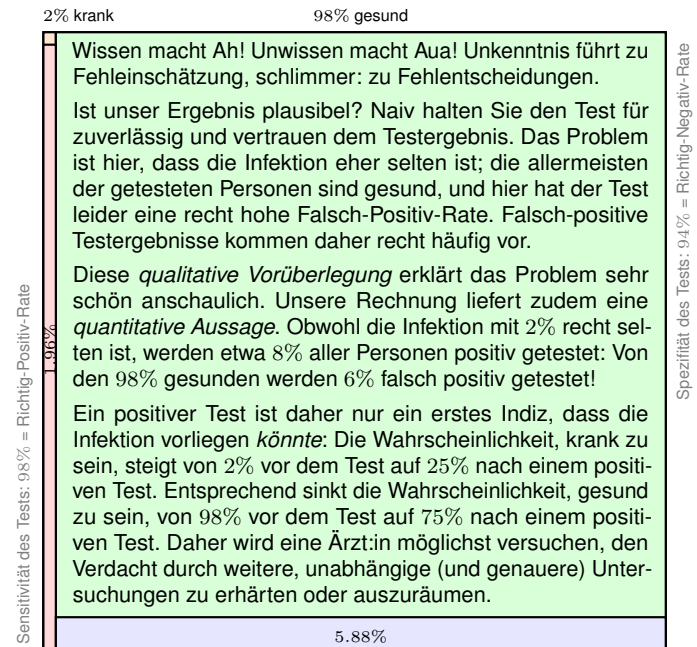 2% krank 98% gesund
Wissen macht Ah! Unwissen macht Aua! Unkenntnis führt zu
Fehleinschätzung, schlimmer: zu Fehlentscheidungen.
Ist unser Ergebnis plausibel? Naiv halten Sie den Test für
zuverlässig und vertrauen dem Testergebnis. Das Problem
ist hier, dass die Infektion eher selten ist; die allermeisten
der getesteten Personen sind gesund, und hier hat der Test
leider eine recht hohe Falsch-Positiv-Rate. Falsch-positive
Testergebnisse kommen daher recht häufig vor.
Diese qualitative Vorüberlegung erklärt das Problem sehr
schön anschaulich. Unsere Rechnung liefert zudem eine
quantitative Aussage. Obwohl die Infektion mit 2% recht sel-
ten ist, werden etwa 8% aller Personen positiv getestet: Von
den 98% gesunden werden 6% falsch positiv getestet!
Ein positiver Test ist daher nur ein erstes Indiz, dass die
Infektion vorliegen könnte: Die Wahrscheinlichkeit, krank zu
sein, steigt von 2% vor dem Test auf 25% nach einem positi-
ven Test. Entsprechend sinkt die Wahrscheinlichkeit, gesund
zu sein, von 98% vor dem Test auf 75% nach einem positi-
ven Test. Daher wird eine Ärzt:in möglichst versuchen, den
Verdacht durch weitere, unabhängige (und genauere) Unter-
suchungen zu erhärten oder auszuräumen.
5.88%
1.96%
Sensitivität des Tests: 98% = Richtig-Positiv-Rate
Spezifität des Tests: 94% = Richtig-Negativ-Rate